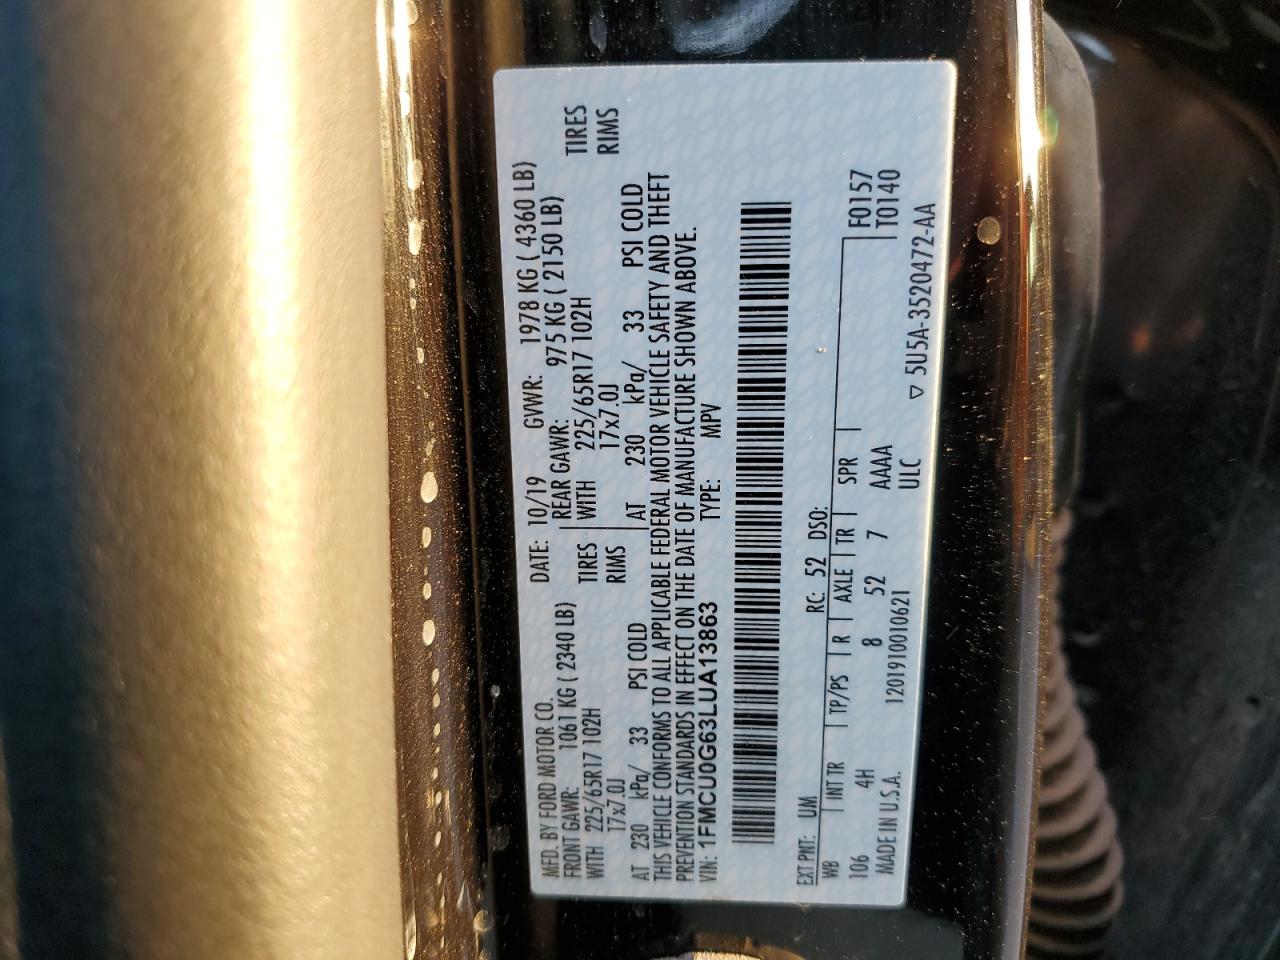 MFD. BY FORD MOTOR CO. DATE: 10/19 GVWR: 1978 KG ( 4360 LB)
FRONT GAWR: 1061 KG ( 2340 LB) REAR GAWR: 975 KG ( 2150 LB)
WITH 225/65R17 102H TIRES WITH 225/65R17 102H TIRES
17x7.0J RIMS 17x7.0J RIMS
AT 230 kPa/ 33 PSI COLD AT 230 kPa/ 33 PSI COLD
THIS VEHICLE CONFORMS TO ALL APPLICABLE FEDERAL MOTOR VEHICLE SAFETY AND THEFT
PREVENTION STANDARDS IN EFFECT ON THE DATE OF MANUFACTURE SHOWN ABOVE.
VIN: 1FMCU0G63LUA13863 TYPE: MPV
EXT PNT: UM RC: 52 DSO:
WB INT TR TP/PS R AXLE TR SPR F0157
106 4H 8 52 7 AAAA T0140
MADE IN U.S.A. 1201910010621 ULC
▽ 5U5A-3520472-AA